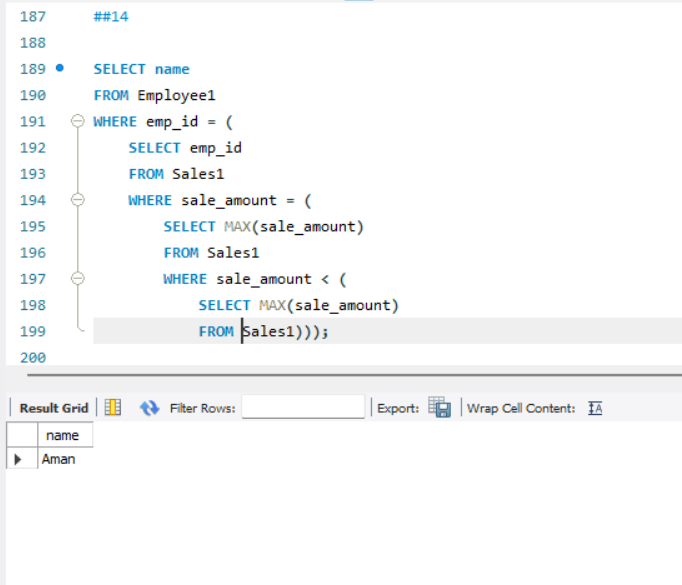 187 ##14
188
189 SELECT name
190 FROM Employee1
191 WHERE emp_id = (
192 SELECT emp_id
193 FROM Sales1
194 WHERE sale_amount = (
195 SELECT MAX(sale_amount)
196 FROM Sales1
197 WHERE sale_amount < (
198 SELECT MAX(sale_amount)
199 FROM Sales1)));
200
Result Grid Filter Rows: Export: Wrap Cell Content: IA
name
Aman